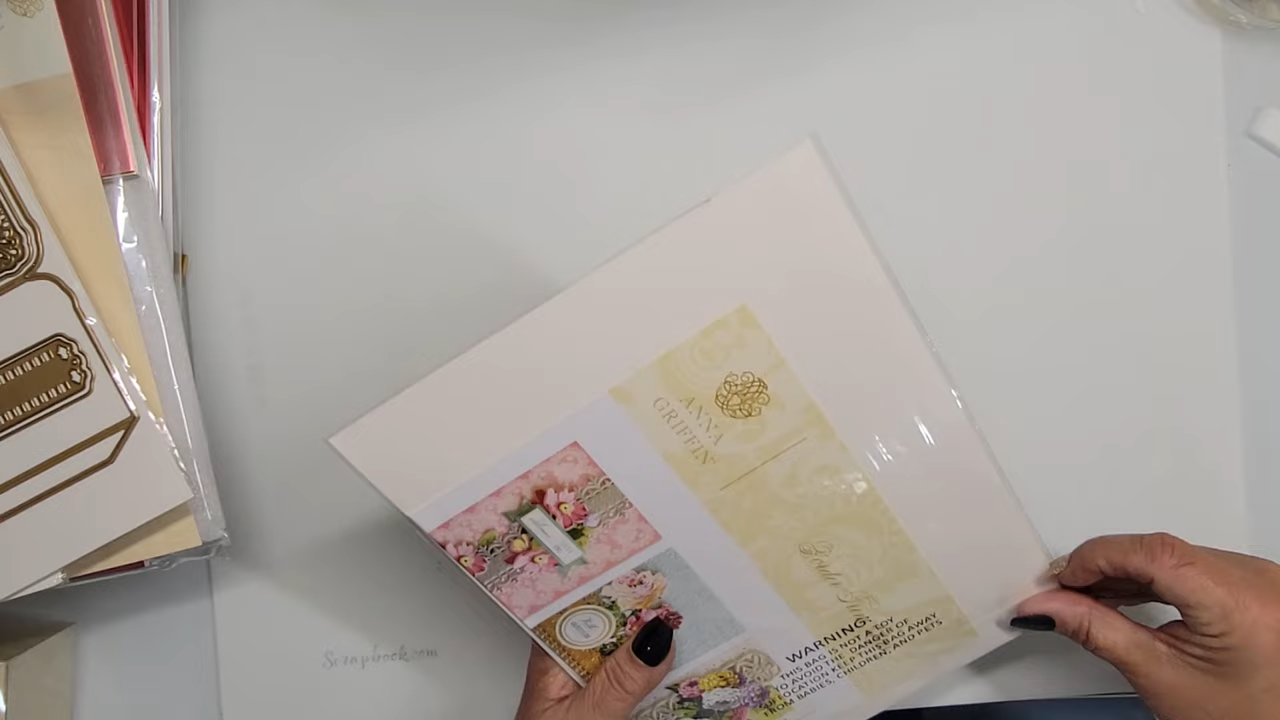 ANNA
GRIFFIN
WARNING:
THIS BAG IS NOT A TOY
TO AVOID THE DANGER OF
KEEP THIS BAG AWAY
FROM BABIES, CHILDREN, AND PETS
Scrapbook.com